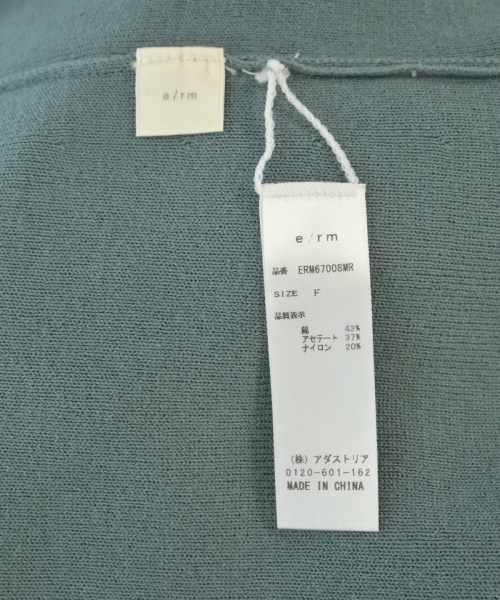 e/rm
e/rm
品番 ERM67008MR
SIZE F
品質表示
綿 43%
アセテート 37%
ナイロン 20%
(株) アダストリア
0120-601-162
MADE IN CHINA